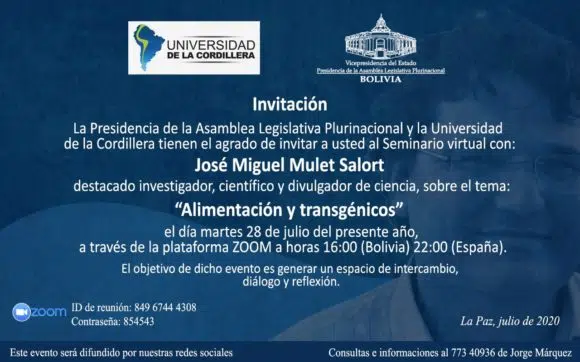 UNIVERSIDAD
DE LA CORDILLERA
Vicepresidencia del Estado
Presidencia de la Asamblea Legislativa Plurinacional
BOLIVIA
Invitación
La Presidencia de la Asamblea Legislativa Plurinacional y la Universidad
de la Cordillera tienen el agrado de invitar a usted al Seminario virtual con:
José Miguel Mulet Salort
destacado investigador, científico y divulgador de ciencia, sobre el tema:
“Alimentación y transgénicos”
el día martes 28 de julio del presente año,
a través de la plataforma ZOOM a horas 16:00 (Bolivia) 22:00 (España).
El objetivo de dicho evento es generar un espacio de intercambio,
diálogo y reflexión.
zoom
ID de reunión: 849 6744 4308
Contraseña: 854543
La Paz, julio de 2020
Este evento será difundido por nuestras redes sociales
Consultas e informaciones al 773 40936 de Jorge Márquez